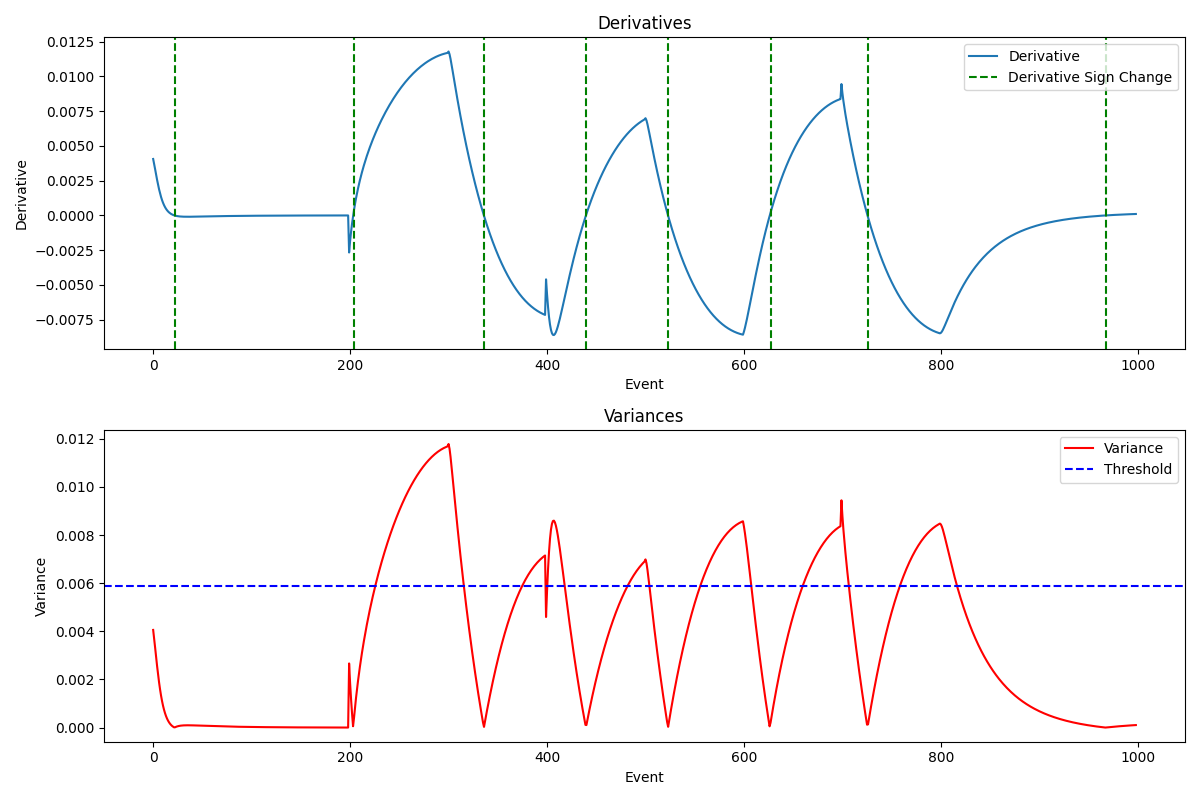 Derivatives
0.0125
0.0100
0.0075
0.0050
0.0025
0.0000
−0.0025
−0.0050
−0.0075
Derivative
Derivative
Derivative Sign Change
0 200 400 600 800 1000
Event
Variances
0.012
0.010
0.008
0.006
0.004
0.002
0.000
Variance
Variance
Threshold
0 200 400 600 800 1000
Event